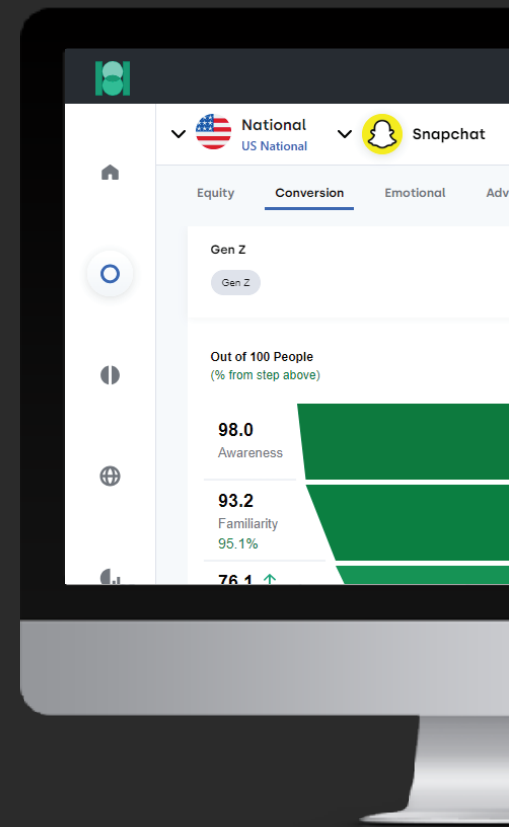 National
US National
Snapchat
Equity Conversion Emotional Adv
Gen Z
Gen Z
Out of 100 People
(% from step above)
98.0
Awareness
93.2
Familiarity
95.1%
76.1